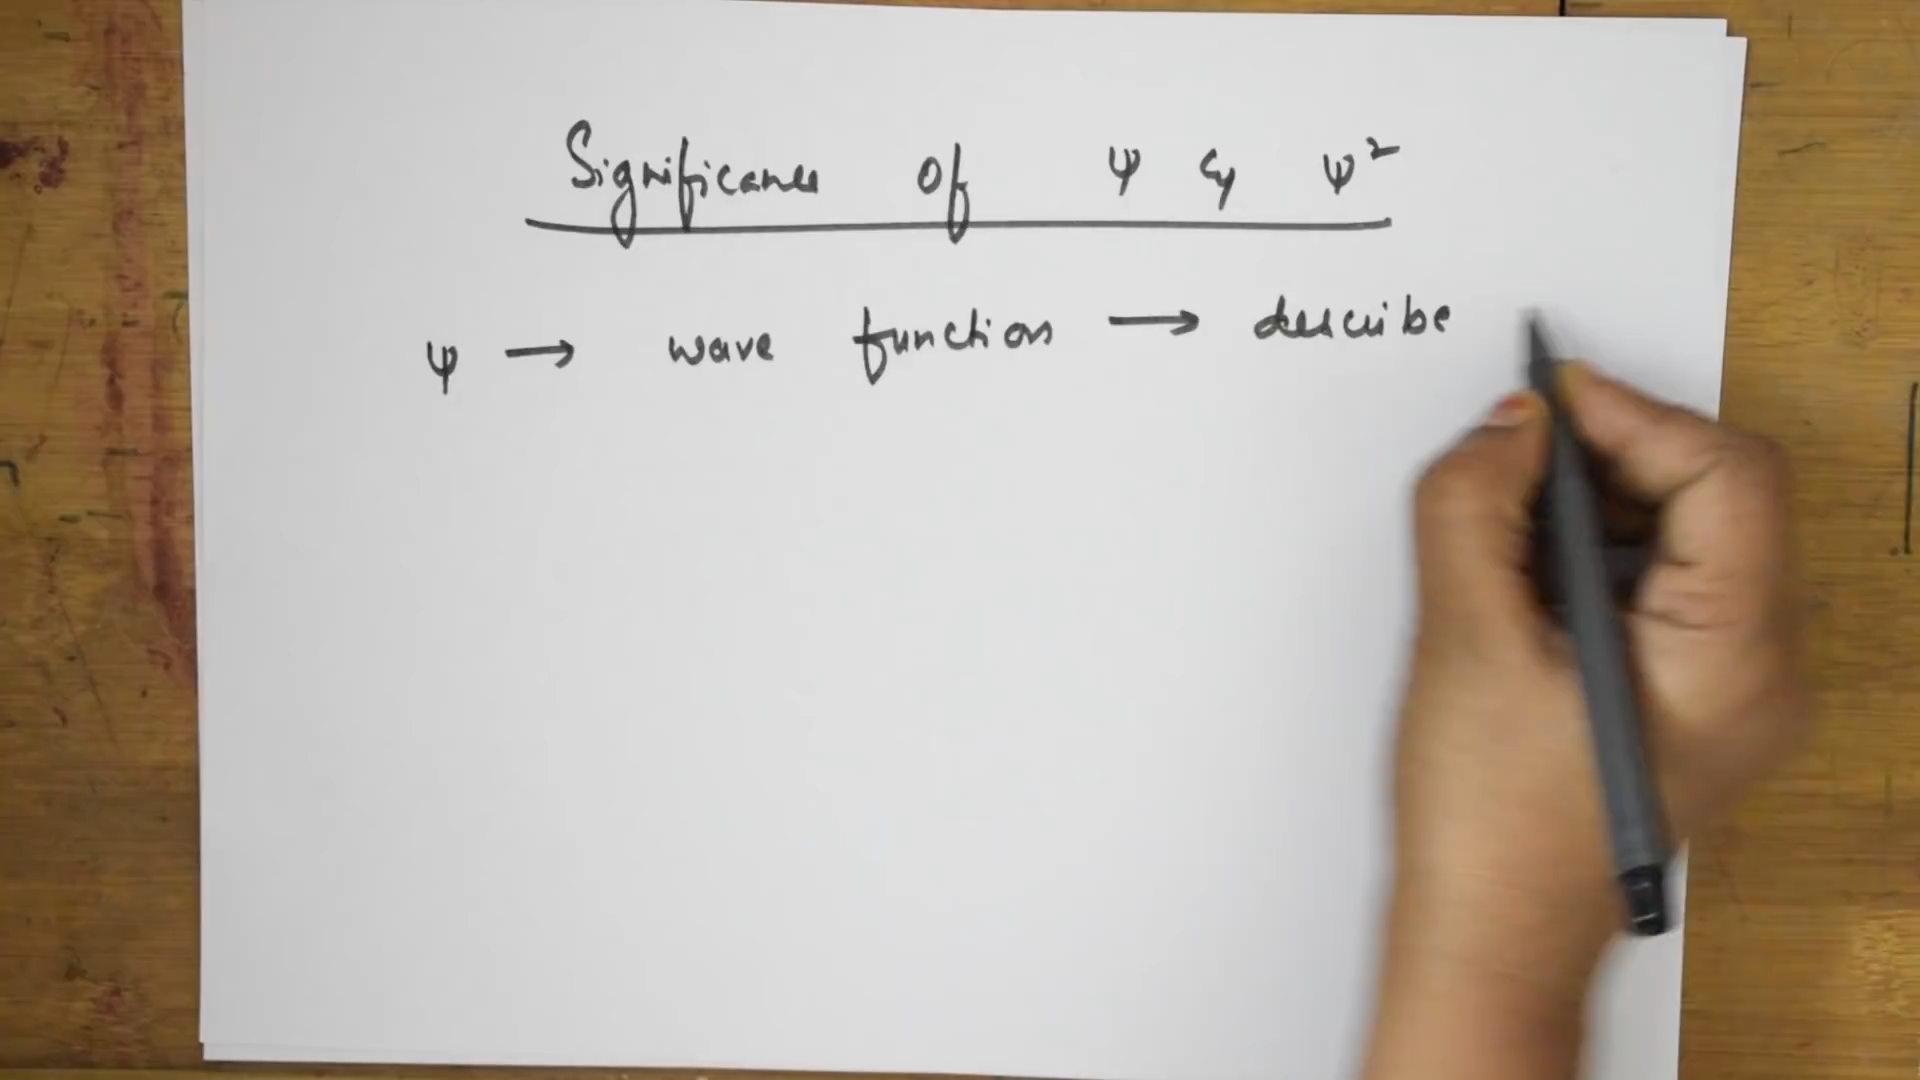 Significance of ψ & ψ²
ψ → wave function → describe